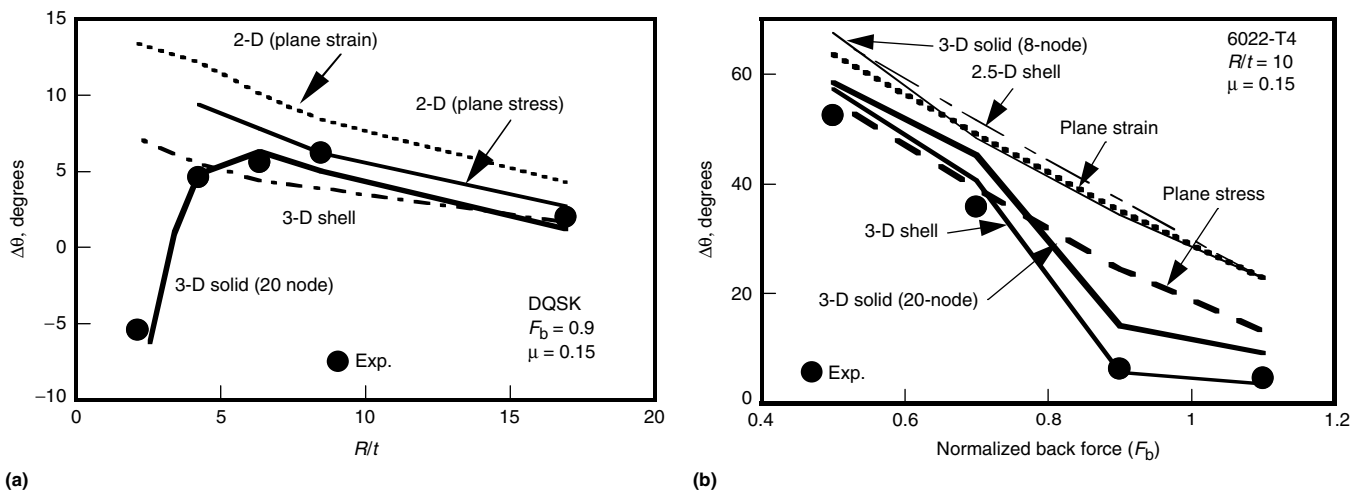 15
10
5
0
−5
−10
0
5
10
15
20
Δθ, degrees
R/t
2-D (plane strain)
2-D (plane stress)
3-D shell
3-D solid (20 node)
DQSK
Fb = 0.9
μ = 0.15
Exp.
(a)
60
40
20
0
0.4
0.6
0.8
1
1.2
Δθ, degrees
Normalized back force (Fb)
3-D solid (8-node)
2.5-D shell
6022-T4
R/t = 10
μ = 0.15
Plane strain
Plane stress
3-D shell
3-D solid (20-node)
Exp.
(b)